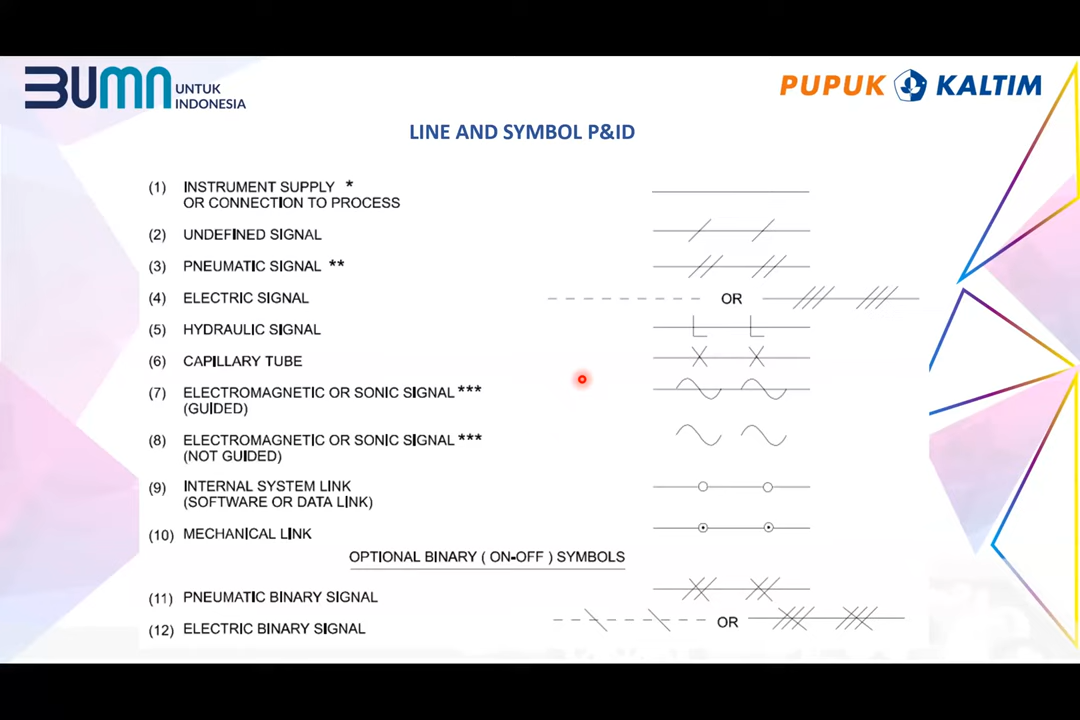 BUMN UNTUK INDONESIA
PUPUK KALTIM
LINE AND SYMBOL P&ID
(1) INSTRUMENT SUPPLY *
OR CONNECTION TO PROCESS
(2) UNDEFINED SIGNAL
(3) PNEUMATIC SIGNAL **
(4) ELECTRIC SIGNAL OR
(5) HYDRAULIC SIGNAL
(6) CAPILLARY TUBE
(7) ELECTROMAGNETIC OR SONIC SIGNAL ***
(GUIDED)
(8) ELECTROMAGNETIC OR SONIC SIGNAL ***
(NOT GUIDED)
(9) INTERNAL SYSTEM LINK
(SOFTWARE OR DATA LINK)
(10) MECHANICAL LINK
OPTIONAL BINARY ( ON-OFF ) SYMBOLS
(11) PNEUMATIC BINARY SIGNAL
(12) ELECTRIC BINARY SIGNAL OR